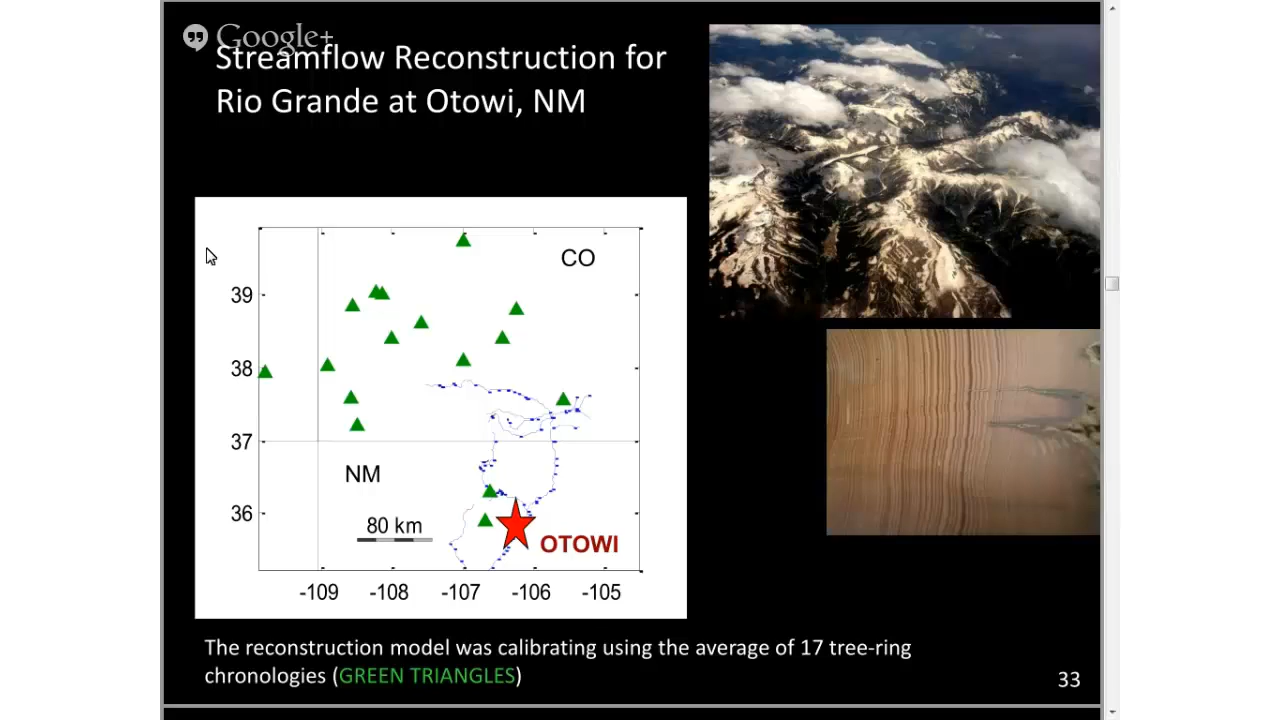 Google+
Streamflow Reconstruction for
Rio Grande at Otowi, NM
CO
39
38
37
NM
36
80 km
OTOWI
-109 -108 -107 -106 -105
The reconstruction model was calibrating using the average of 17 tree-ring
chronologies (GREEN TRIANGLES)
33